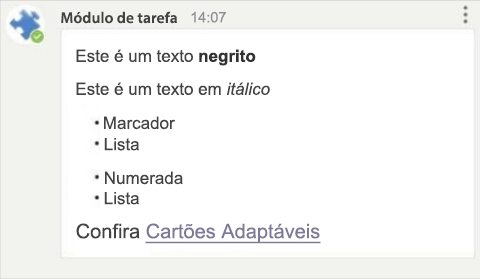 Módulo de tarefa 14:07
Este é um texto negrito
Este é um texto em itálico
• Marcador
• Lista
• Numerada
• Lista
Confira Cartões Adaptáveis